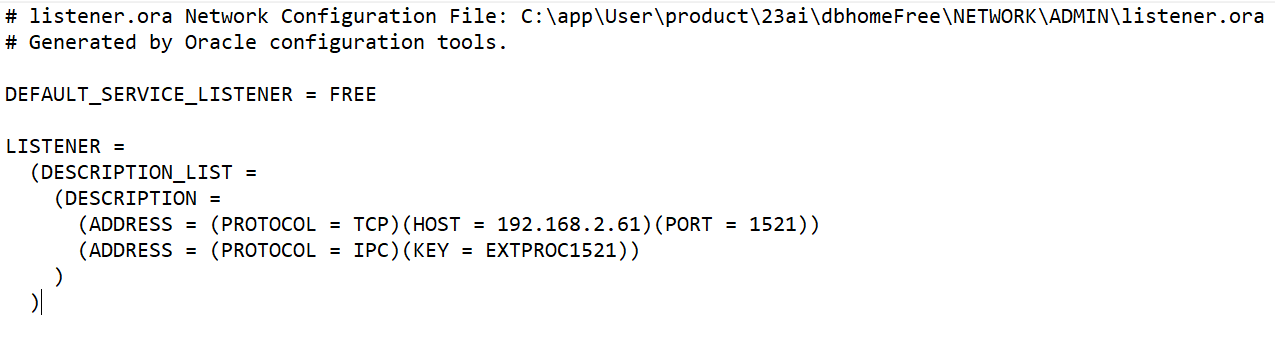 # listener.ora Network Configuration File: C:\app\User\product\23ai\dbhomeFree\NETWORK\ADMIN\listener.ora
# Generated by Oracle configuration tools.

DEFAULT_SERVICE_LISTENER = FREE

LISTENER =
  (DESCRIPTION_LIST =
    (DESCRIPTION =
      (ADDRESS = (PROTOCOL = TCP)(HOST = 192.168.2.61)(PORT = 1521))
      (ADDRESS = (PROTOCOL = IPC)(KEY = EXTPROC1521))
    )
  )